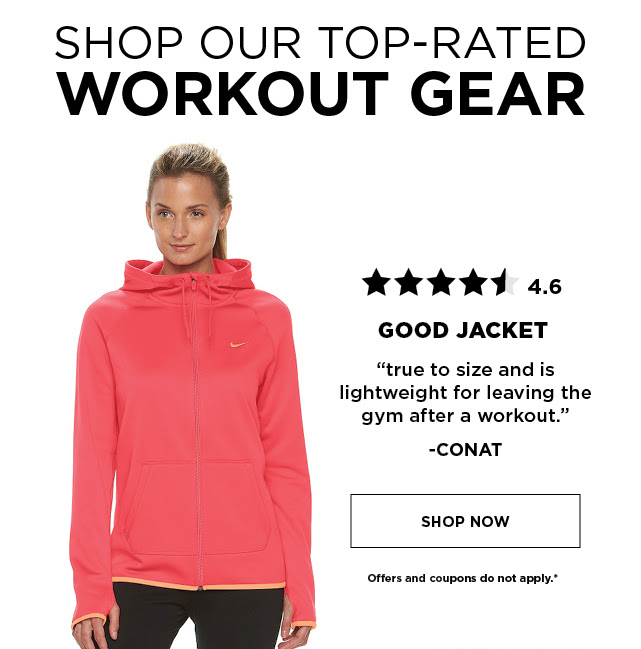 SHOP OUR TOP-RATED
WORKOUT GEAR
4.6
GOOD JACKET
“true to size and is
lightweight for leaving the
gym after a workout.”
-CONAT
SHOP NOW
Offers and coupons do not apply.*